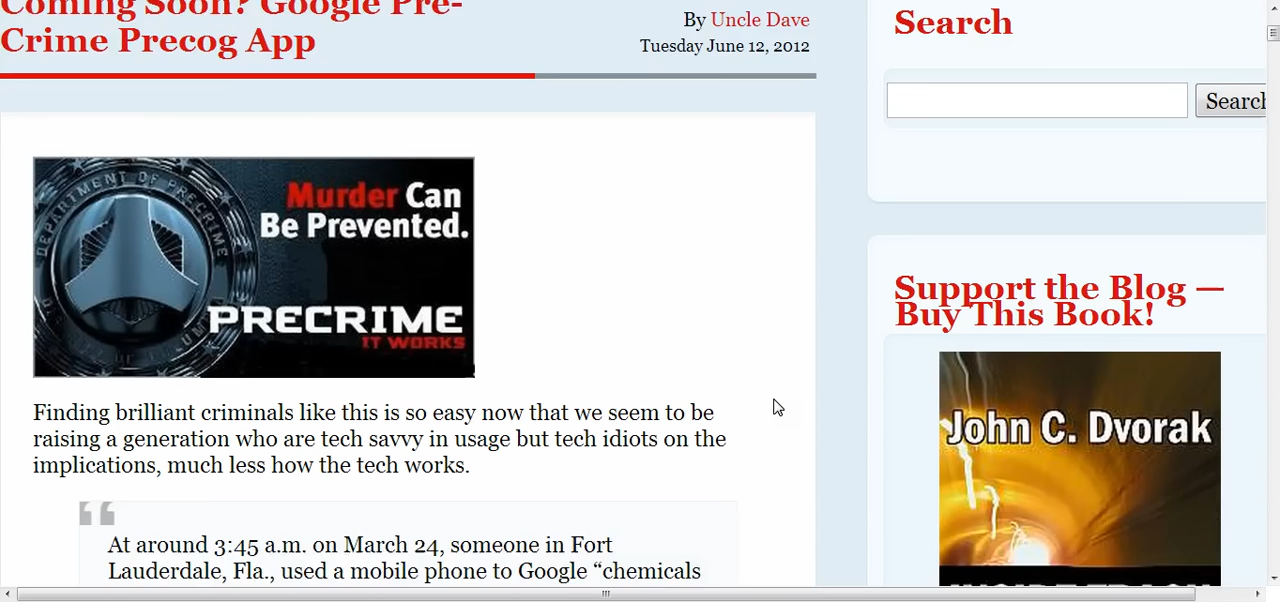 Coming Soon? Google Pre-
Crime Precog App
By Uncle Dave
Tuesday June 12, 2012
DEPARTMENT OF PRECRIME
Murder Can
Be Prevented.
PRECRIME
IT WORKS
Finding brilliant criminals like this is so easy now that we seem to be
raising a generation who are tech savvy in usage but tech idiots on the
implications, much less how the tech works.
“
At around 3:45 a.m. on March 24, someone in Fort
Lauderdale, Fla., used a mobile phone to Google “chemicals
Search
Search
Support the Blog —
Buy This Book!
John C. Dvorak